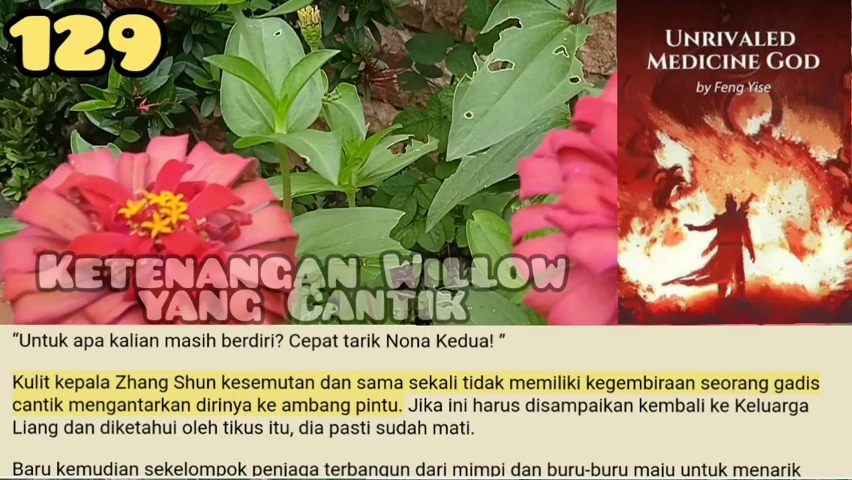 129
UNRIVALED
MEDICINE GOD
by Feng Yise
KETENANGAN WILLOW
YANG CANTIK
“Untuk apa kalian masih berdiri? Cepat tarik Nona Kedua! ”
Kulit kepala Zhang Shun kesemutan dan sama sekali tidak memiliki kegembiraan seorang gadis
cantik mengantarkan dirinya ke ambang pintu. Jika ini harus disampaikan kembali ke Keluarga
Liang dan diketahui oleh tikus itu, dia pasti sudah mati.
Baru kemudian sekelompok penjaga terbangun dari mimpi dan buru-buru maju untuk menarik